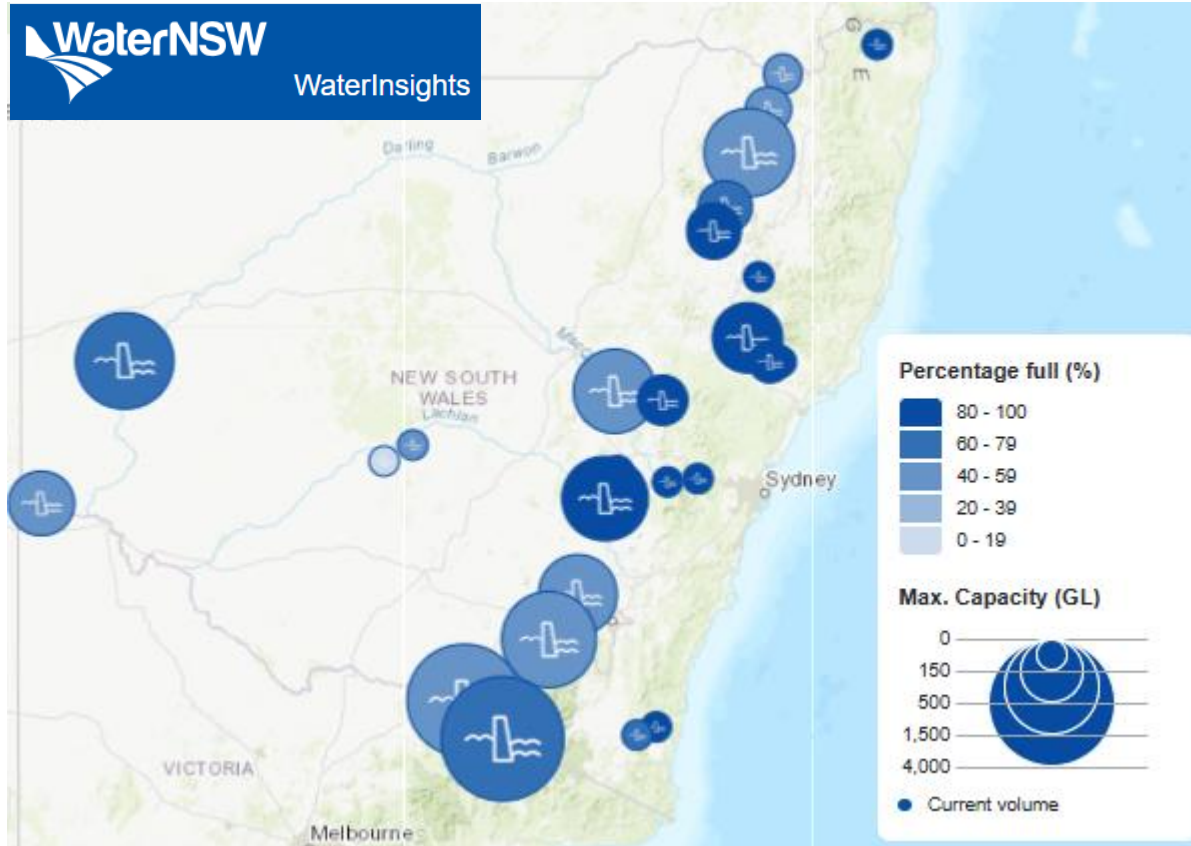 WaterNSW
WaterInsights
G
E
Darling
Barwon
NEW SOUTH
WALES
Lachlan
Sydney
VICTORIA
Melbourne
Percentage full (%)
80 - 100
60 - 79
40 - 59
20 - 39
0 - 19
Max. Capacity (GL)
0
150
500
1,500
4,000
Current volume